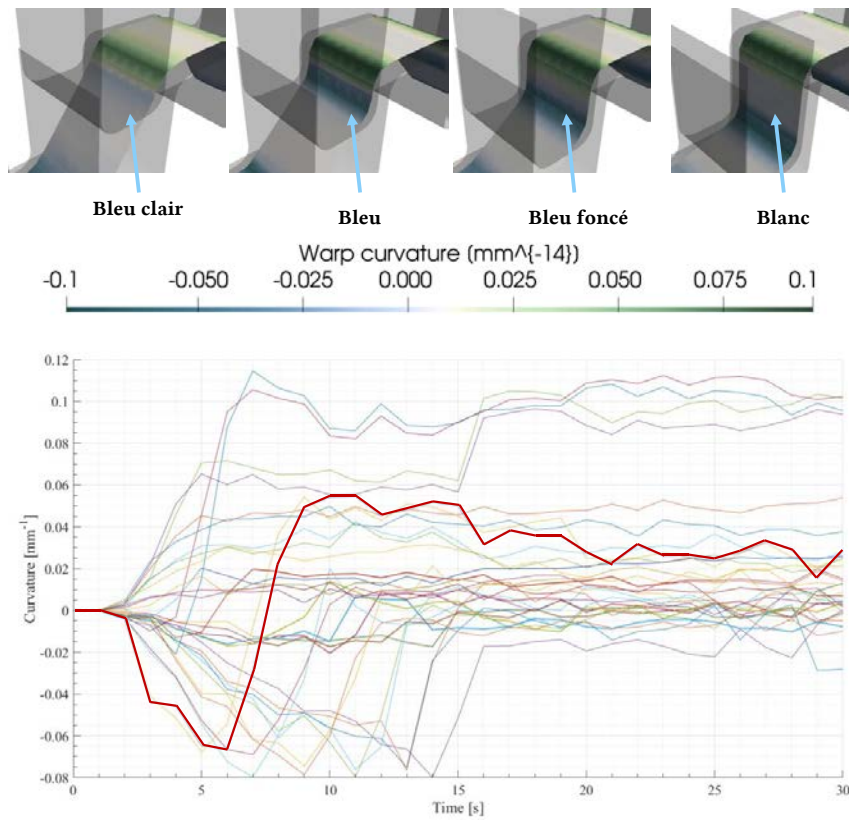 Bleu clair
Bleu
Bleu foncé
Blanc
Warp curvature (mm^{-14})
-0.1 -0.050 -0.025 0.000 0.025 0.050 0.075 0.1
0.12
0.1
0.08
0.06
0.04
0.02
0
-0.02
-0.04
-0.06
-0.08
Curvature [mm⁻¹]
0 5 10 15 20 25 30
Time [s]